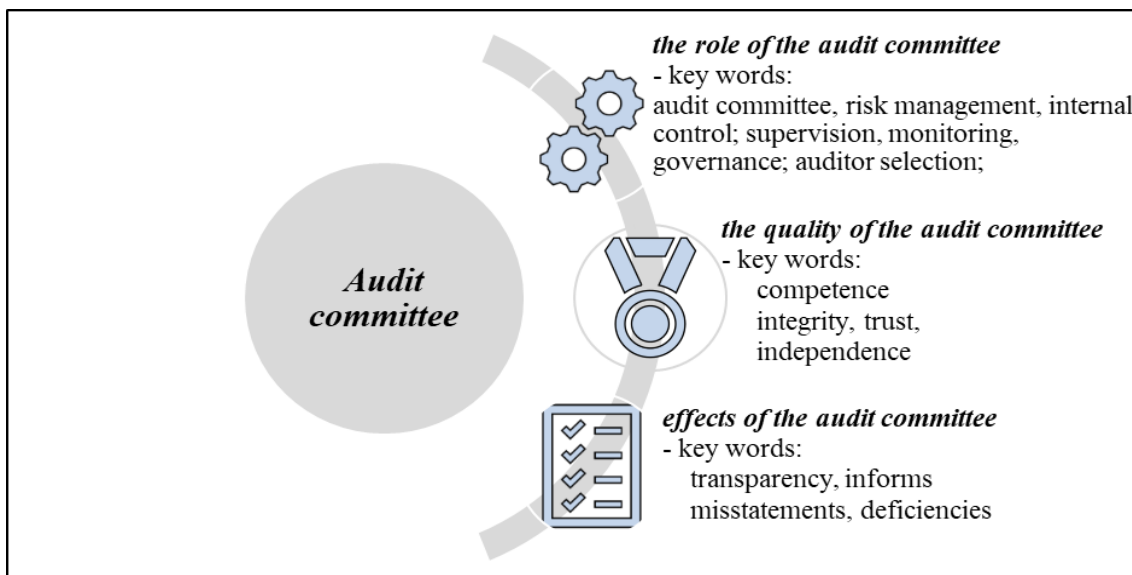 Audit
committee
the role of the audit committee
- key words:
audit committee, risk management, internal
control; supervision, monitoring,
governance; auditor selection;
the quality of the audit committee
- key words:
competence
integrity, trust,
independence
effects of the audit committee
- key words:
transparency, informs
misstatements, deficiencies